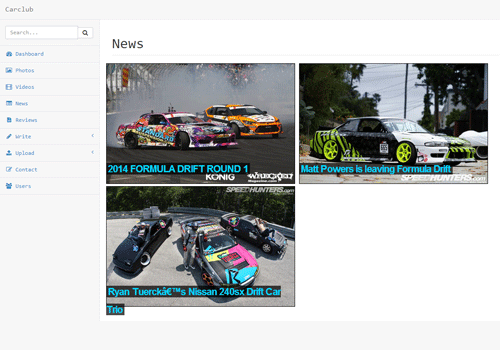 Carclub
Search...
News
Dashboard
Photos
Videos
News
Reviews
Write
Upload
Contact
Users
2014 FORMULA DRIFT ROUND 1
KÖNIG
Matt Powers is leaving Formula Drift
SPEEDHUNTERS.com
SPEEDHUNTERS.com
Ryan Tuerckâ€™s Nissan 240sx Drift Car
Trio